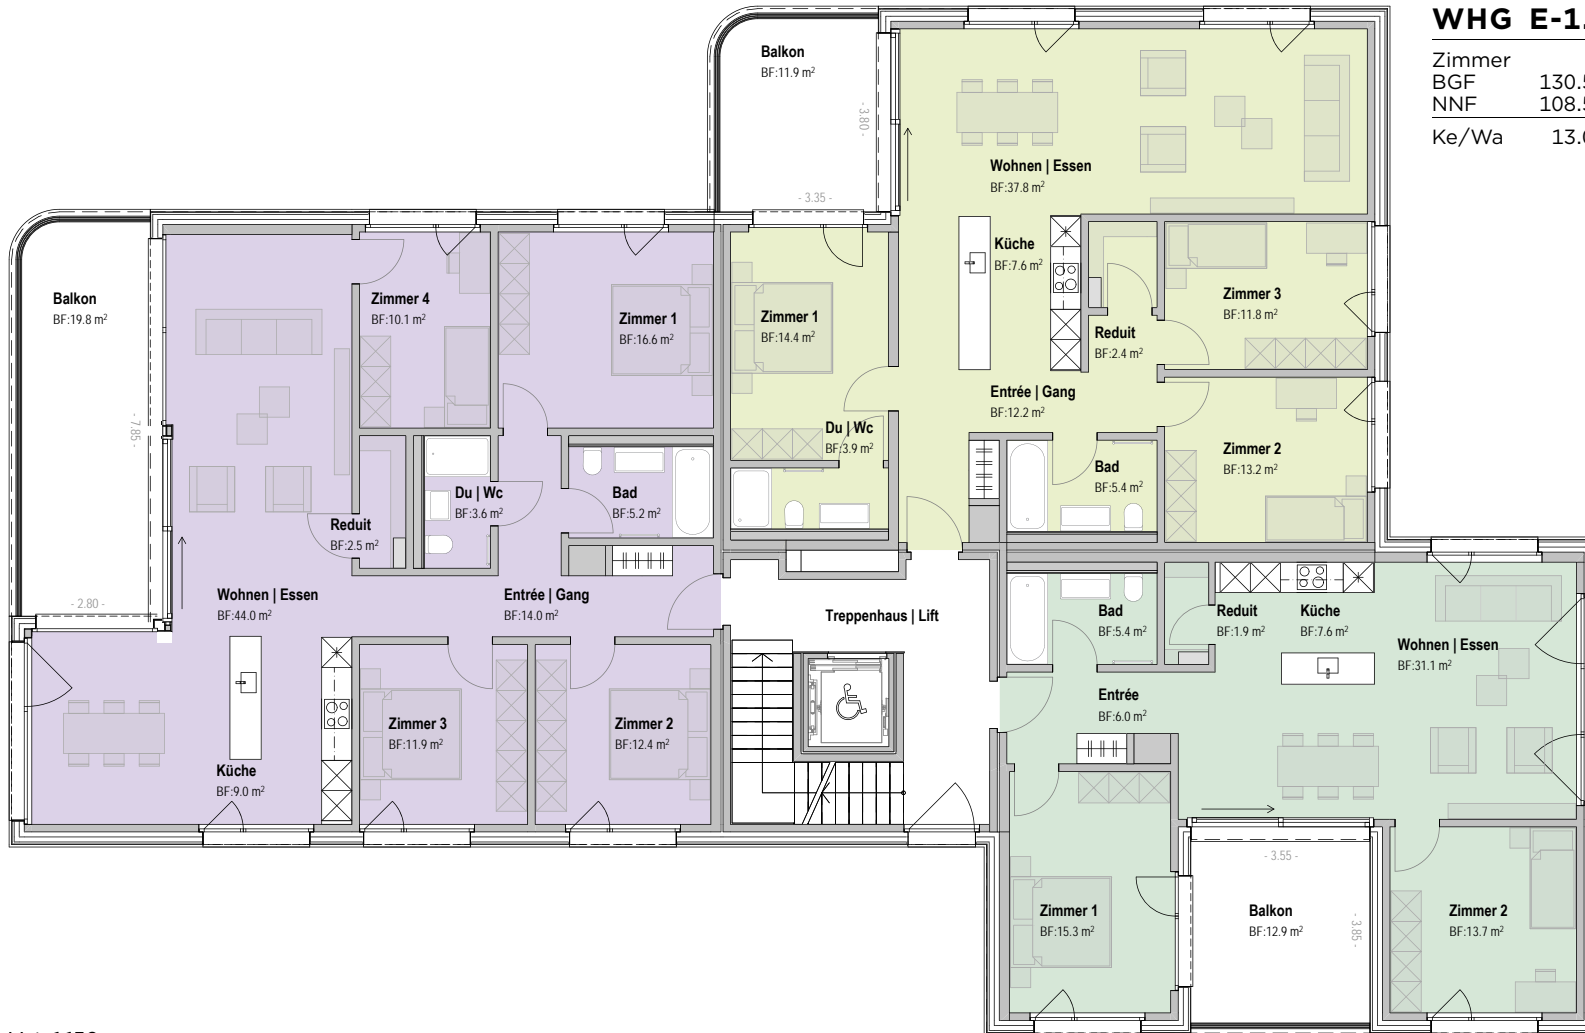 WHG E-1.
Zimmer
BGF 130.5
NNF 108.5
Ke/Wa 13.0
Balkon
BF:11.9 m²
- 3.80 -
- 3.35 -
Wohnen | Essen
BF:37.8 m²
Küche
BF:7.6 m²
Zimmer 3
BF:11.8 m²
Reduit
BF:2.4 m²
Zimmer 1
BF:14.4 m²
Entrée | Gang
BF:12.2 m²
Du | Wc
BF:3.9 m²
Bad
BF:5.4 m²
Zimmer 2
BF:13.2 m²
Balkon
BF:19.8 m²
- 7.85 -
- 2.80 -
Zimmer 4
BF:10.1 m²
Zimmer 1
BF:16.6 m²
Du | Wc
BF:3.6 m²
Bad
BF:5.2 m²
Reduit
BF:2.5 m²
Wohnen | Essen
BF:44.0 m²
Entrée | Gang
BF:14.0 m²
Küche
BF:9.0 m²
Zimmer 3
BF:11.9 m²
Zimmer 2
BF:12.4 m²
Treppenhaus | Lift
Bad
BF:5.4 m²
Reduit
BF:1.9 m²
Küche
BF:7.6 m²
Wohnen | Essen
BF:31.1 m²
Entrée
BF:6.0 m²
- 3.55 -
Zimmer 1
BF:15.3 m²
Balkon
BF:12.9 m²
- 3.85 -
Zimmer 2
BF:13.7 m²